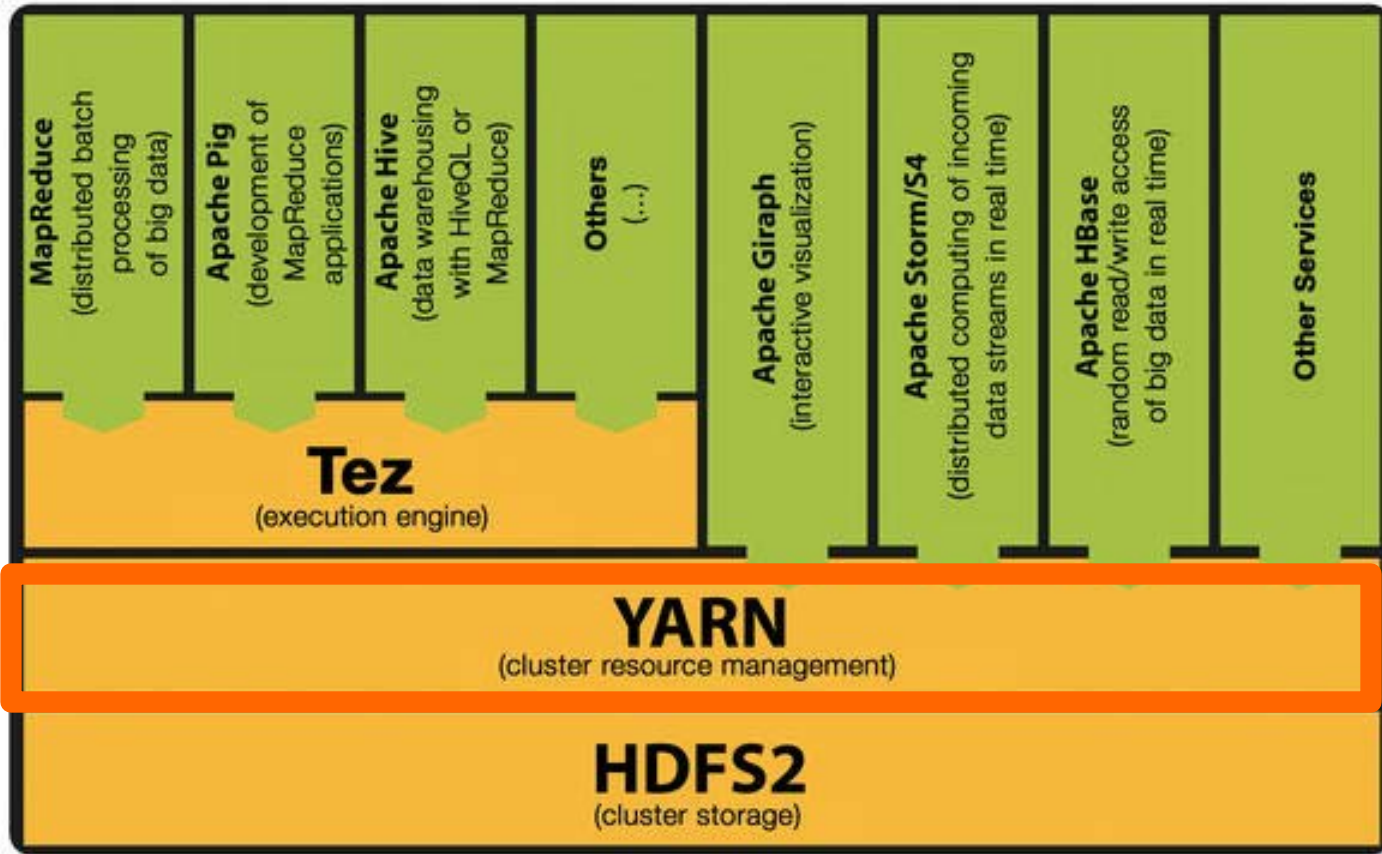 MapReduce
(distributed batch
processing
of big data)
Apache Pig
(development of
MapReduce
applications)
Apache Hive
(data warehousing
with HiveQL or
MapReduce)
Others
(...)
Apache Giraph
(interactive visualization)
Apache Storm/S4
(distributed computing of incoming
data streams in real time)
Apache HBase
(random read/write access
of big data in real time)
Other Services
Tez
(execution engine)
YARN
(cluster resource management)
HDFS2
(cluster storage)